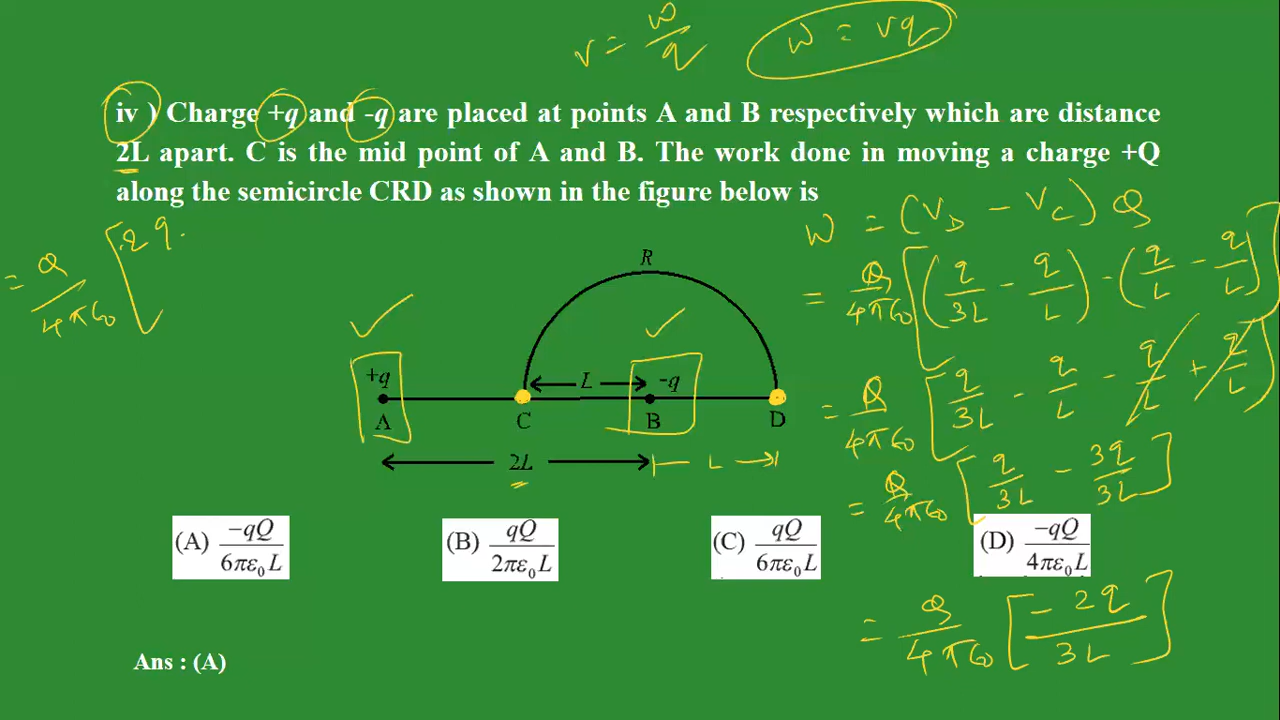 v = w/q
w = vq
iv ) Charge +q and -q are placed at points A and B respectively which are distance
2L apart. C is the mid point of A and B. The work done in moving a charge +Q
along the semicircle CRD as shown in the figure below is
W = (V_D - V_C) Q
= Q/4πϵ0 [(q/3L - q/L) - (q/L - q/L)]
= Q/4πϵ0 [q/3L - q/L - q/L + q/L]
= Q/4πϵ0 [q/3L - 3q/3L]
= Q/4πϵ0 [-2q/3L]
= Q/4πϵ0 [2q.
R
+q L -q
A C B D
2L L
(A) −qQ/6πε₀L (B) qQ/2πε₀L (C) qQ/6πε₀L (D) −qQ/4πε₀L
Ans : (A)